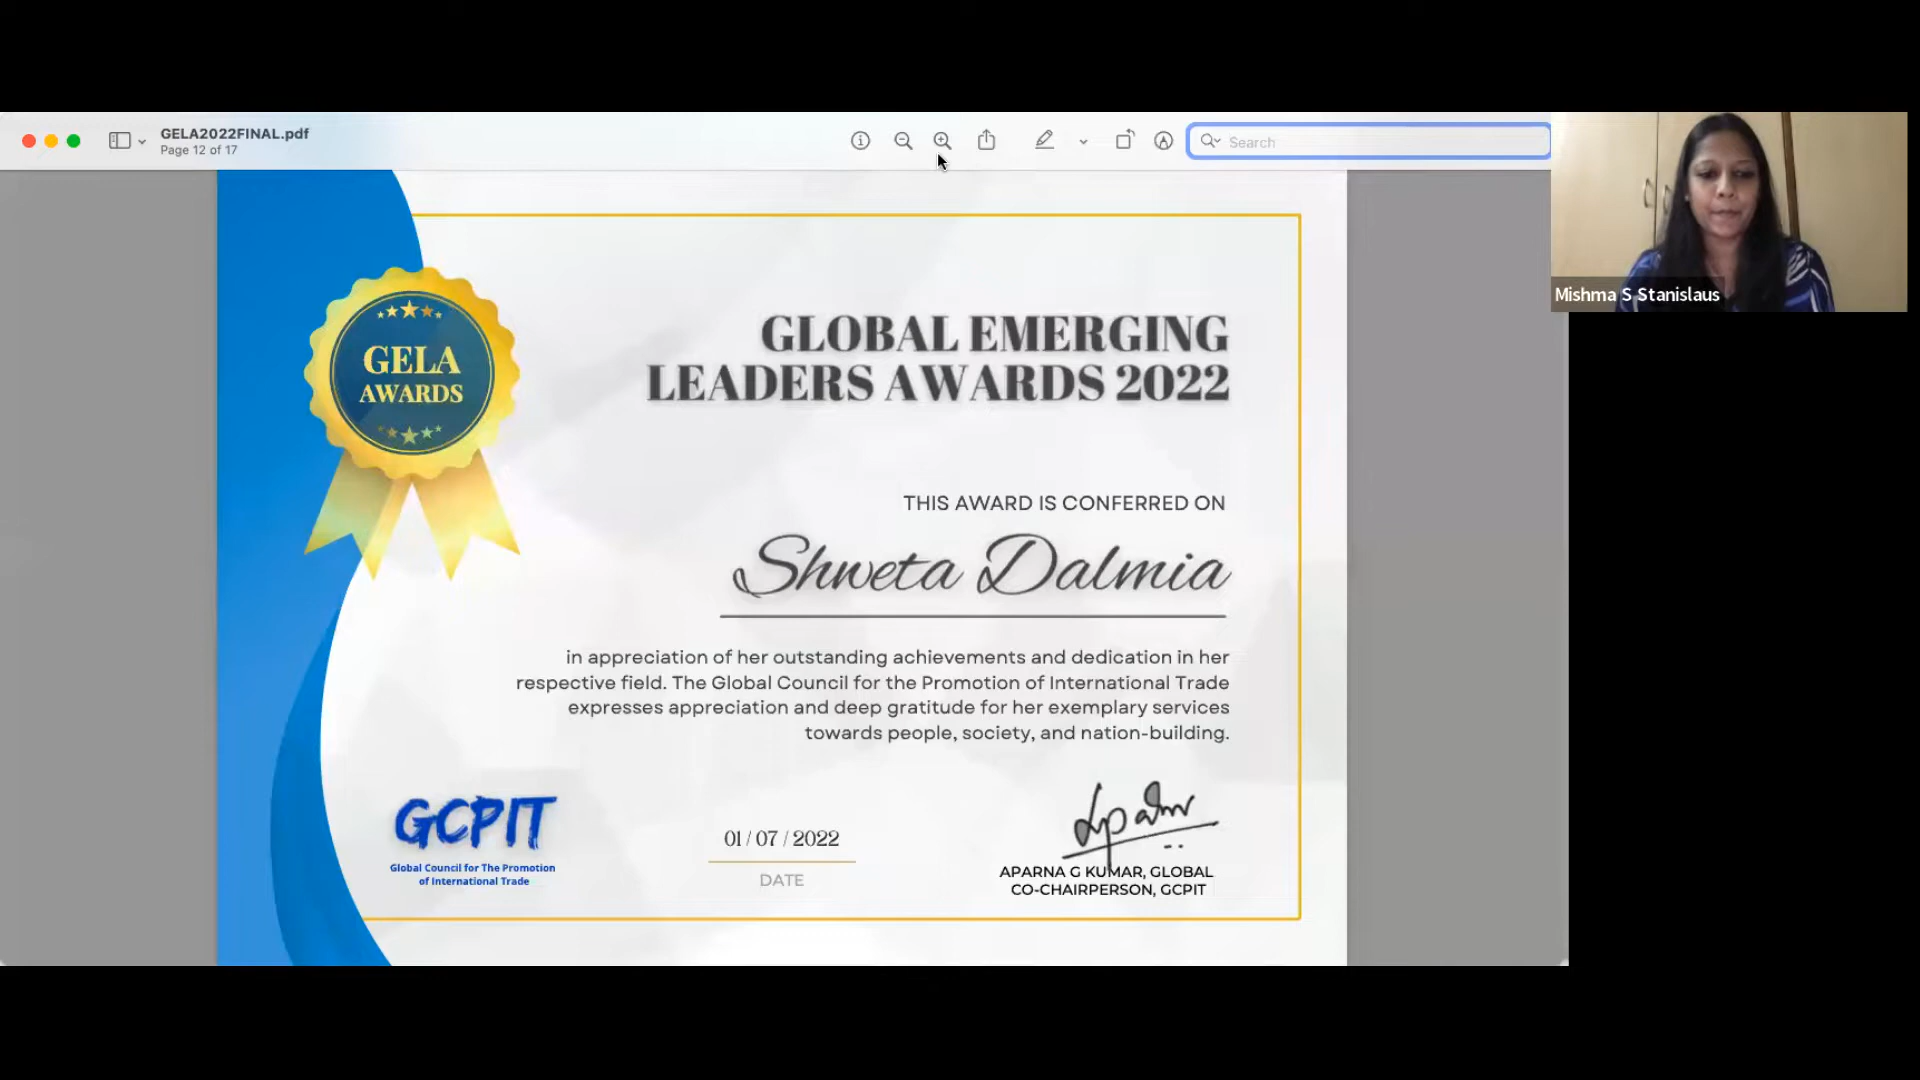 GELA2022FINAL.pdf
Page 12 of 17
Search
Mishma S Stanislaus
GELA
AWARDS
GLOBAL EMERGING
LEADERS AWARDS 2022
THIS AWARD IS CONFERRED ON
Shweta Dalmia
in appreciation of her outstanding achievements and dedication in her
respective field. The Global Council for the Promotion of International Trade
expresses appreciation and deep gratitude for her exemplary services
towards people, society, and nation-building.
GCPIT
Global Council for The Promotion
of International Trade
01 / 07 / 2022
DATE
APARNA G KUMAR, GLOBAL
CO-CHAIRPERSON, GCPIT